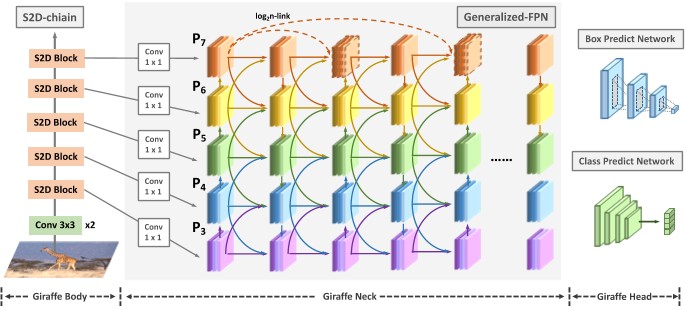 S2D-chiain
log₂n-link
Generalized-FPN
S2D Block
S2D Block
S2D Block
S2D Block
S2D Block
Conv 3x3 x2
Conv
1 x 1
Conv
1 x 1
Conv
1 x 1
Conv
1 x 1
Conv
1 x 1
P7
P6
P5
P4
P3
......
Box Predict Network
Class Predict Network
Giraffe Body
Giraffe Neck
Giraffe Head